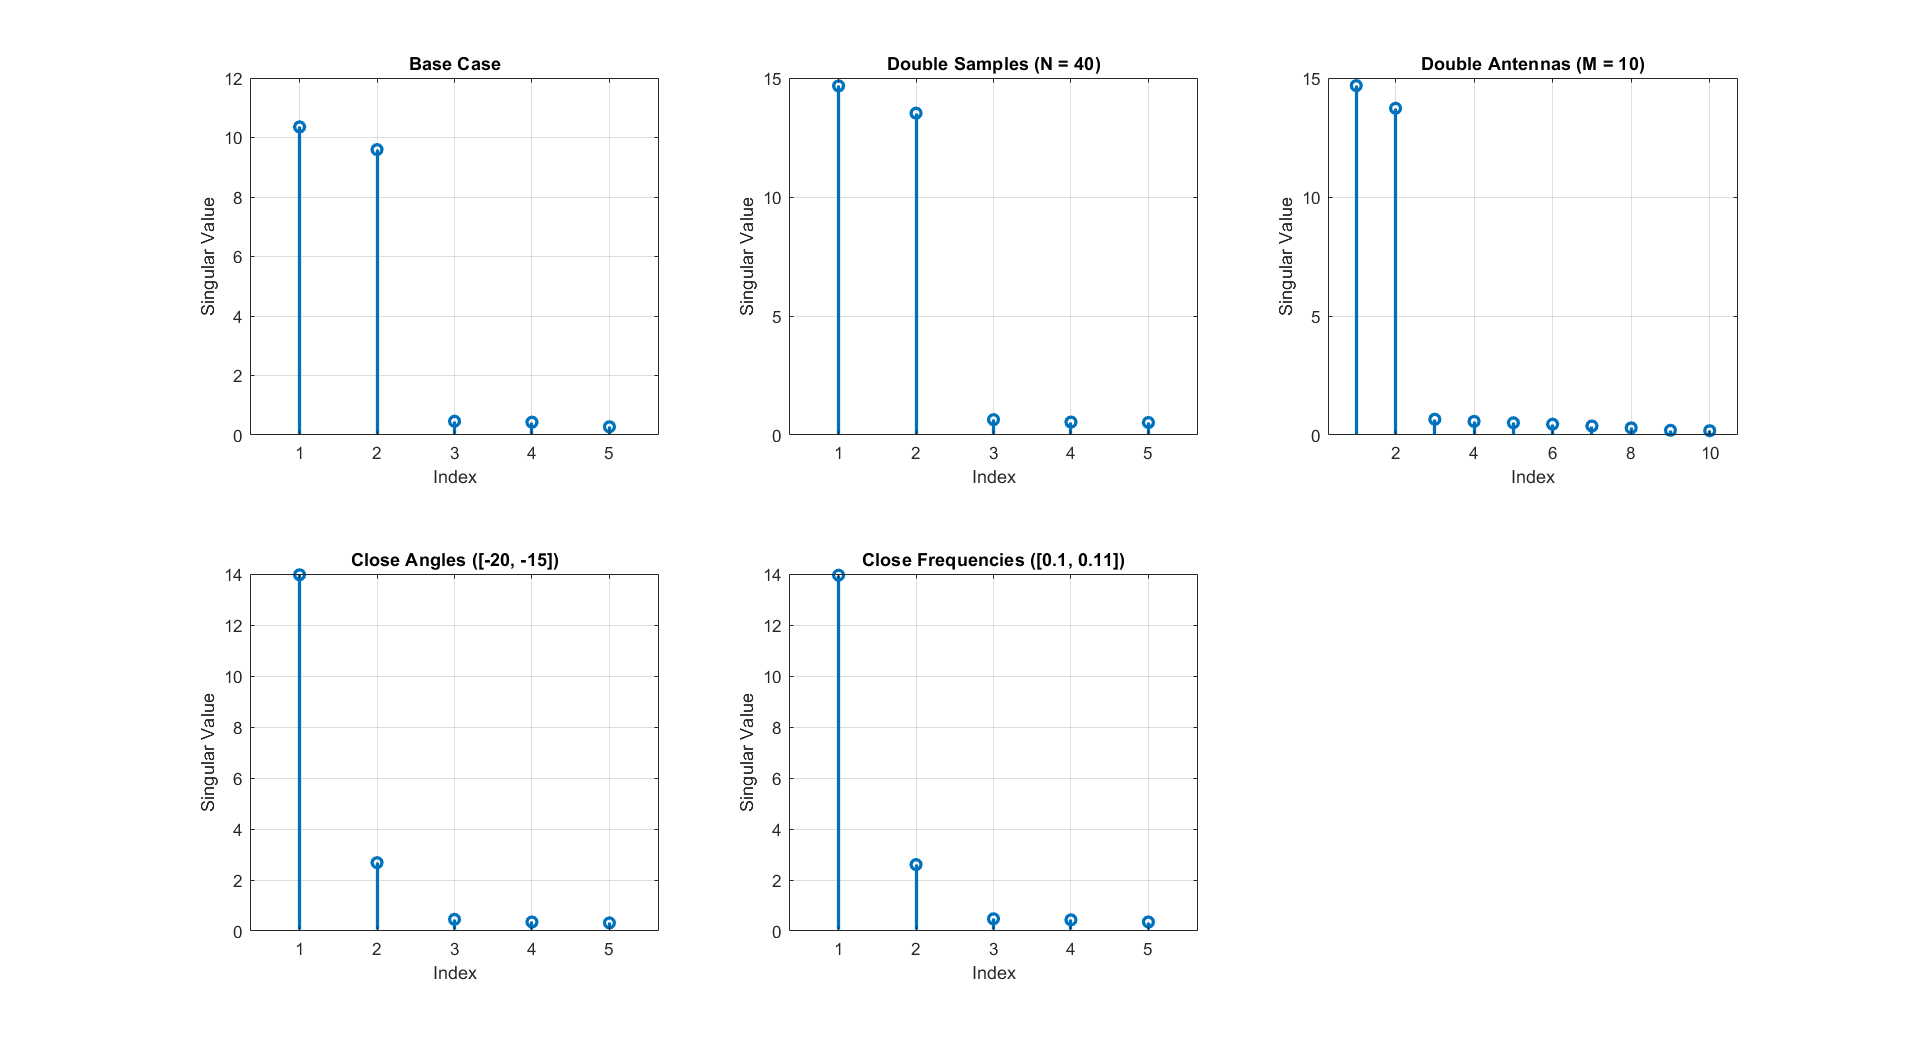 Base Case
12
10
8
6
4
2
0
Singular Value
1 2 3 4 5
Index
Double Samples (N = 40)
15
10
5
0
Singular Value
1 2 3 4 5
Index
Double Antennas (M = 10)
15
10
5
0
Singular Value
2 4 6 8 10
Index
Close Angles ([-20, -15])
14
12
10
8
6
4
2
0
Singular Value
1 2 3 4 5
Index
Close Frequencies ([0.1, 0.11])
14
12
10
8
6
4
2
0
Singular Value
1 2 3 4 5
Index